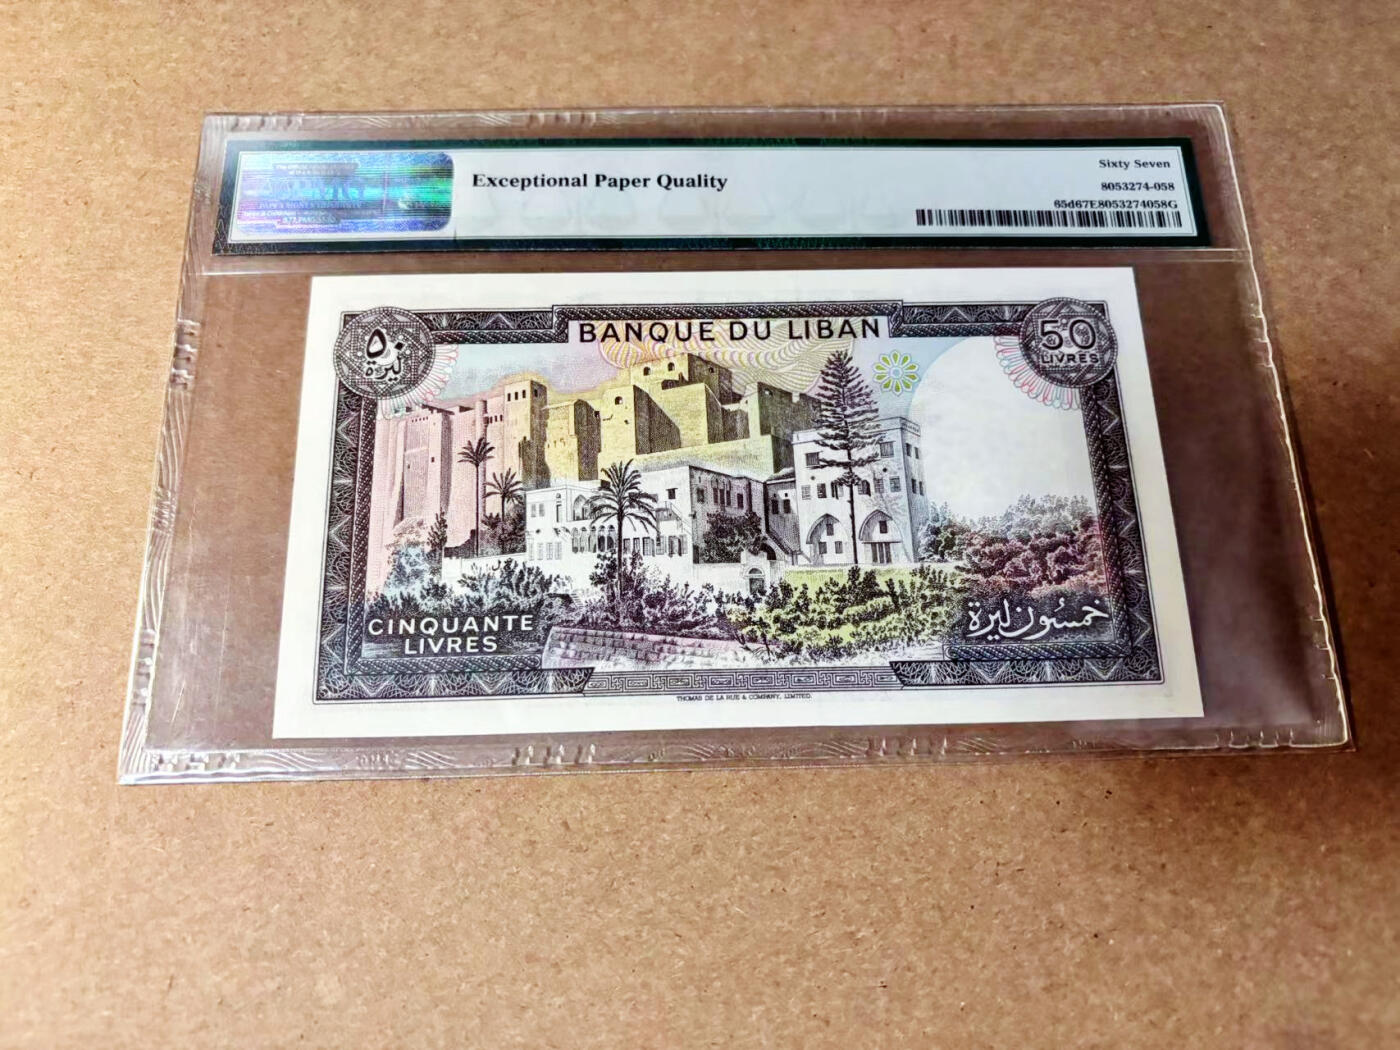 Exceptional Paper Quality
Sixty Seven
8053274-058
65d67E8053274058G
BANQUE DU LIBAN
٥٠
ليرة
50
LIVRES
CINQUANTE
LIVRES
خمسون ليرة
THOMAS DE LA RUE & COMPANY, LIMITED.